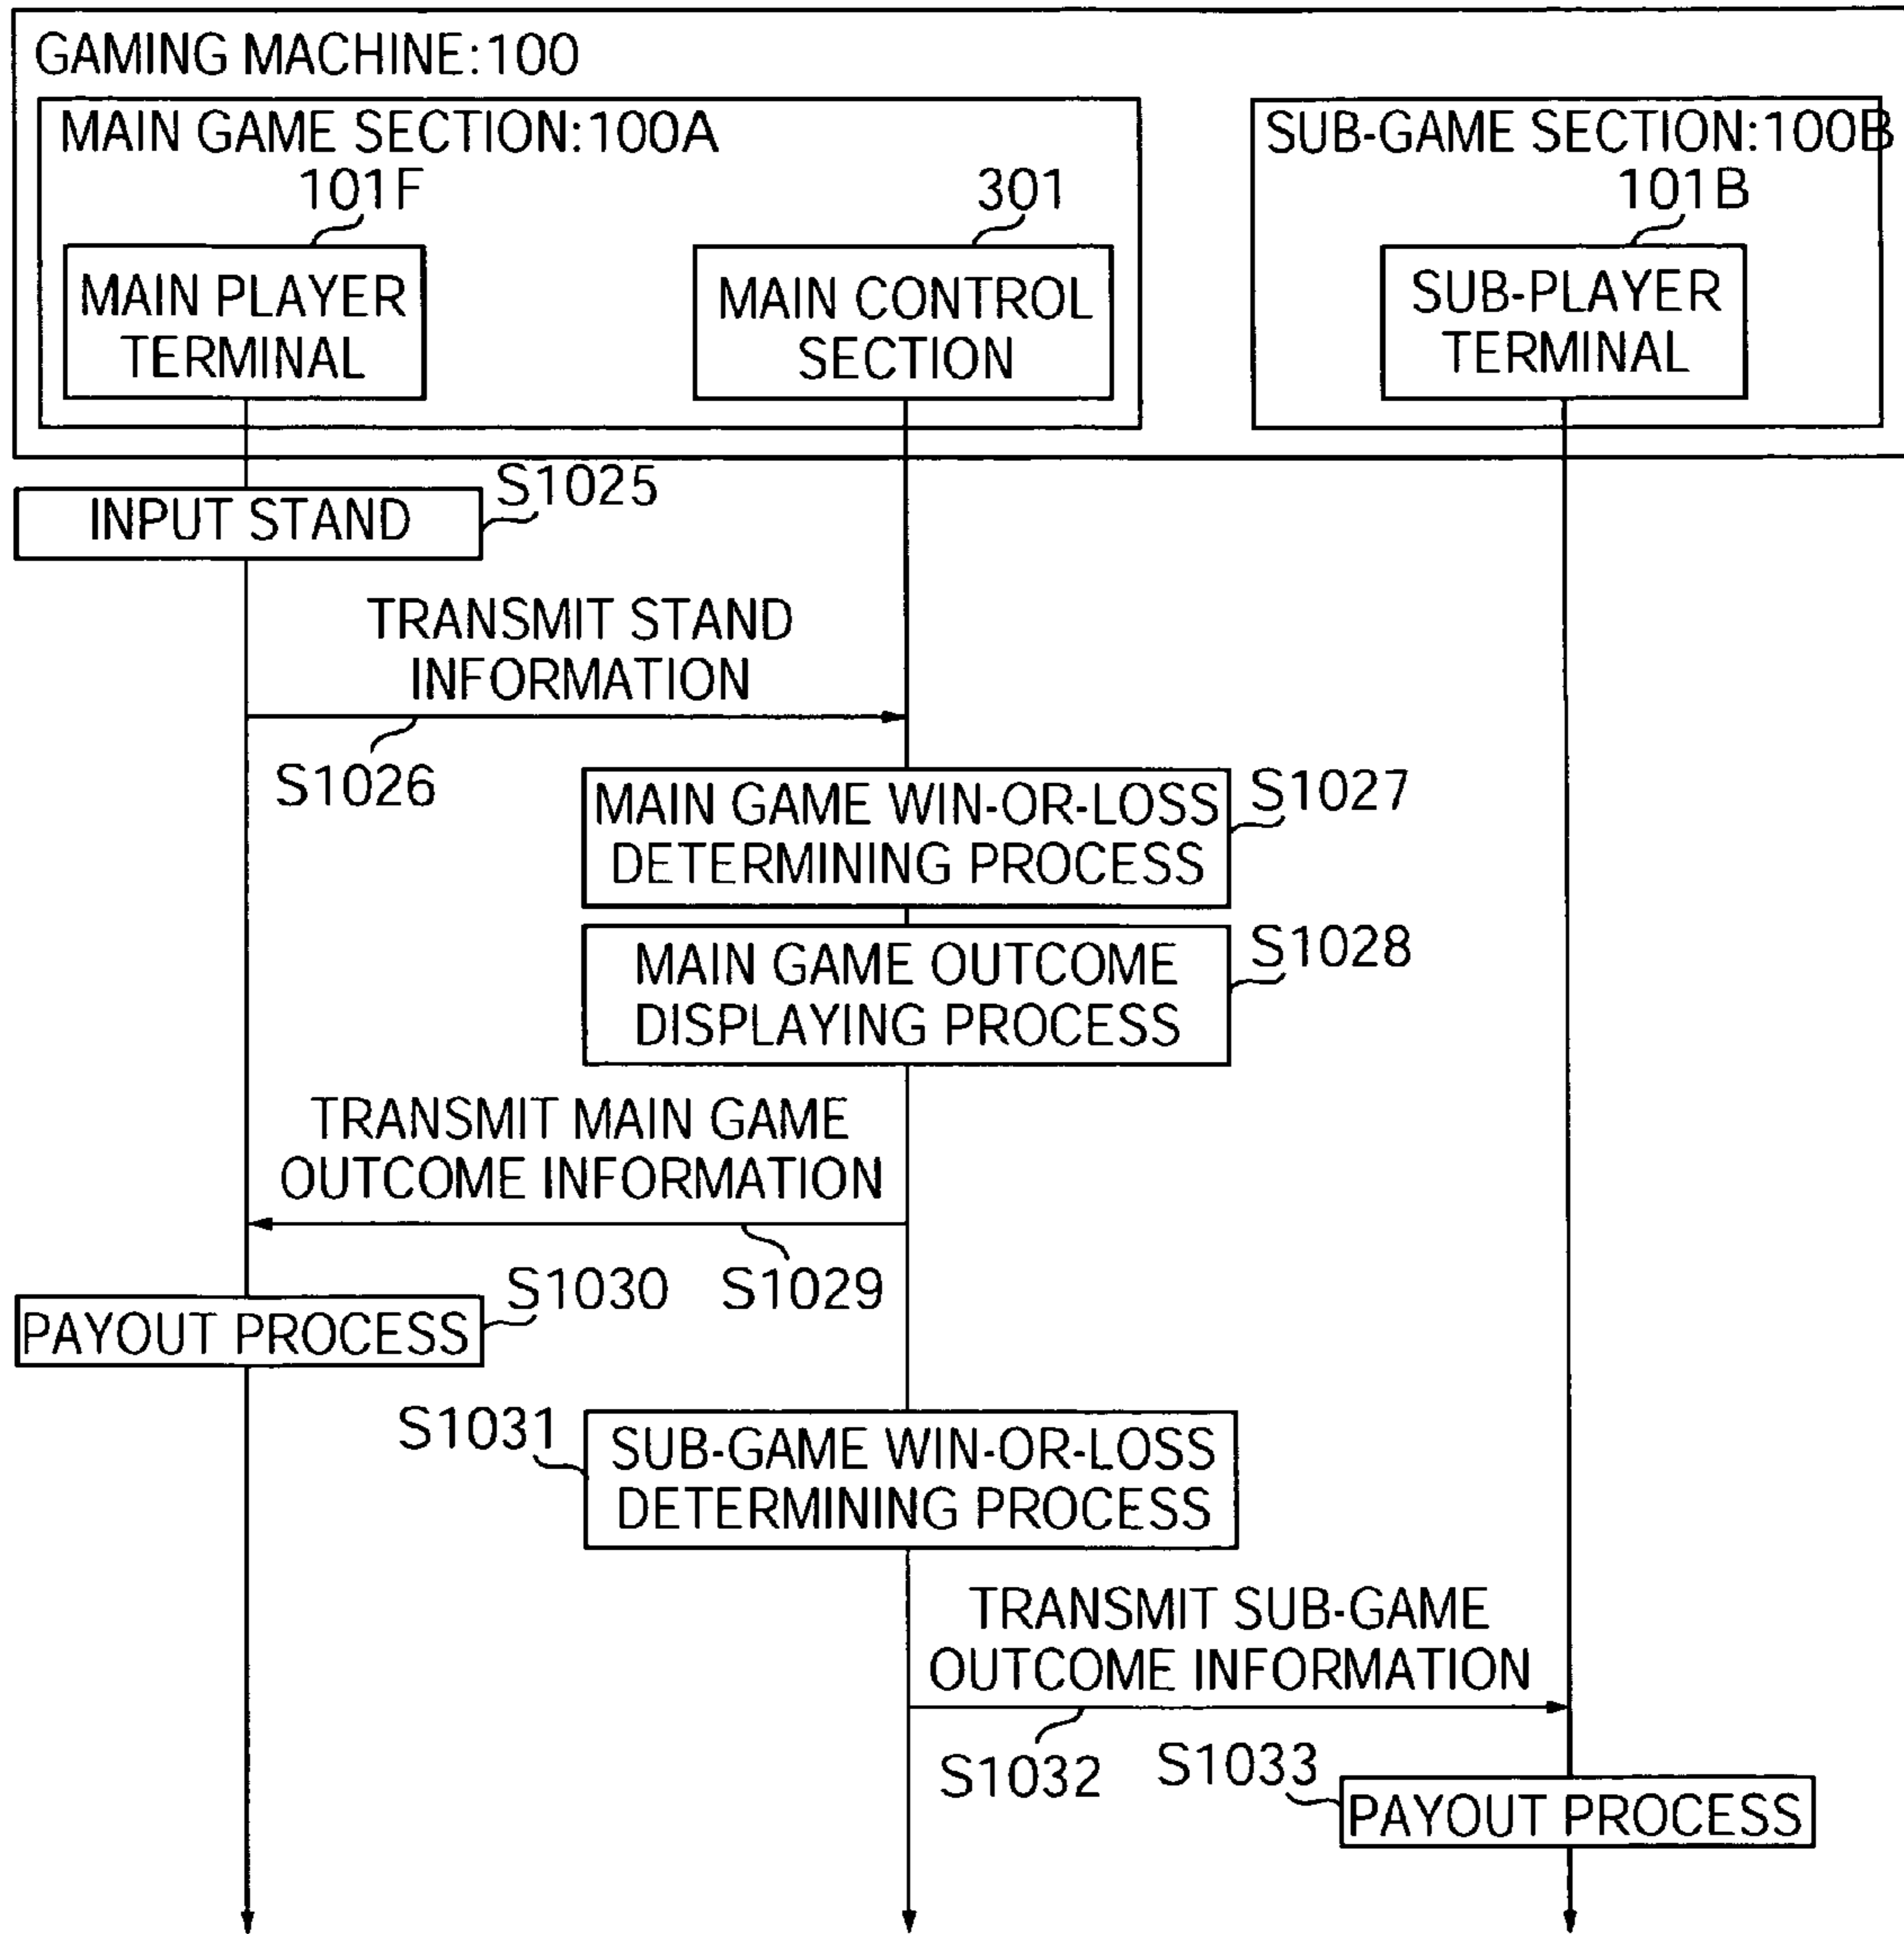 GAMING MACHINE:100
MAIN GAME SECTION:100A
SUB-GAME SECTION:100B
101F
301
101B
MAIN PLAYER
TERMINAL
MAIN CONTROL
SECTION
SUB-PLAYER
TERMINAL
S1025
INPUT STAND
TRANSMIT STAND
INFORMATION
S1026
MAIN GAME WIN-OR-LOSS
DETERMINING PROCESS
S1027
MAIN GAME OUTCOME
DISPLAYING PROCESS
S1028
TRANSMIT MAIN GAME
OUTCOME INFORMATION
S1029
S1030
PAYOUT PROCESS
S1031
SUB-GAME WIN-OR-LOSS
DETERMINING PROCESS
TRANSMIT SUB-GAME
OUTCOME INFORMATION
S1032
S1033
PAYOUT PROCESS